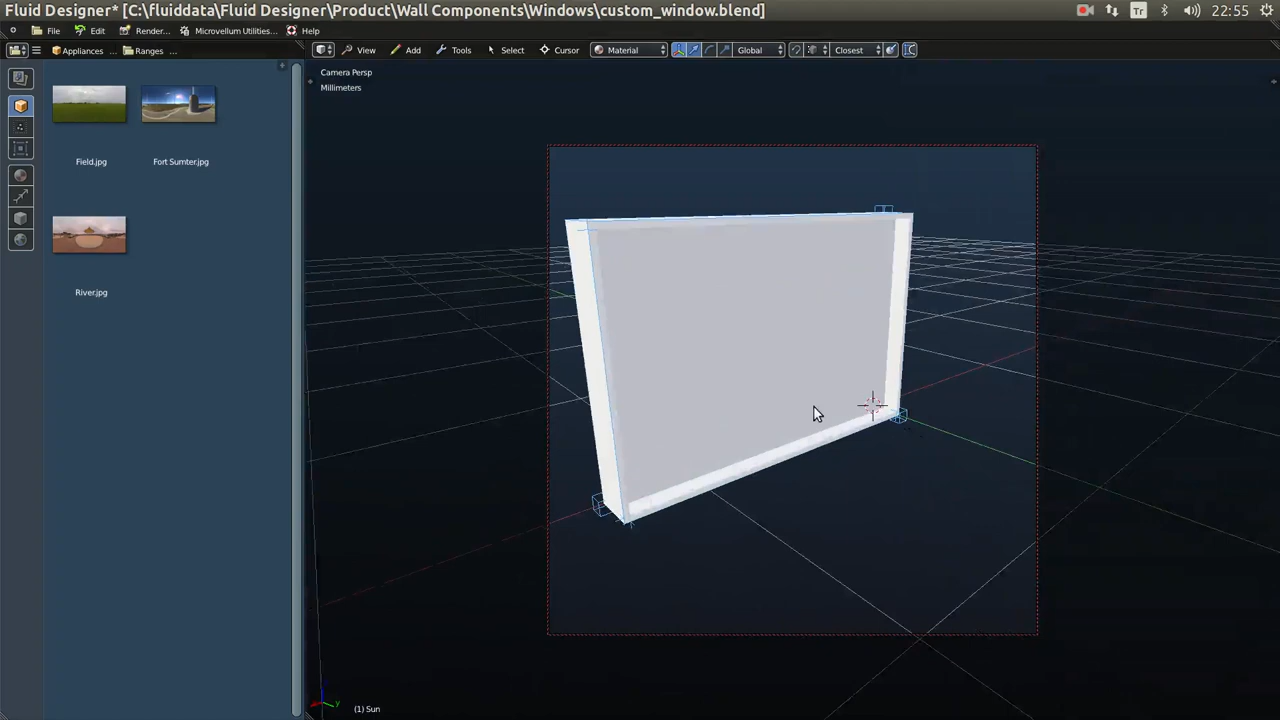 Fluid Designer* [C:\fluiddata\Fluid Designer\Product\Wall Components\Windows\custom_window.blend]
Tr
22:55
File Edit Render... Microvellum Utilities... Help
View Add Tools Select Cursor Material Global Closest
Appliances ... Ranges ...
Camera Persp
Millimeters
Field.jpg
Fort Sumter.jpg
River.jpg
y
(1) Sun